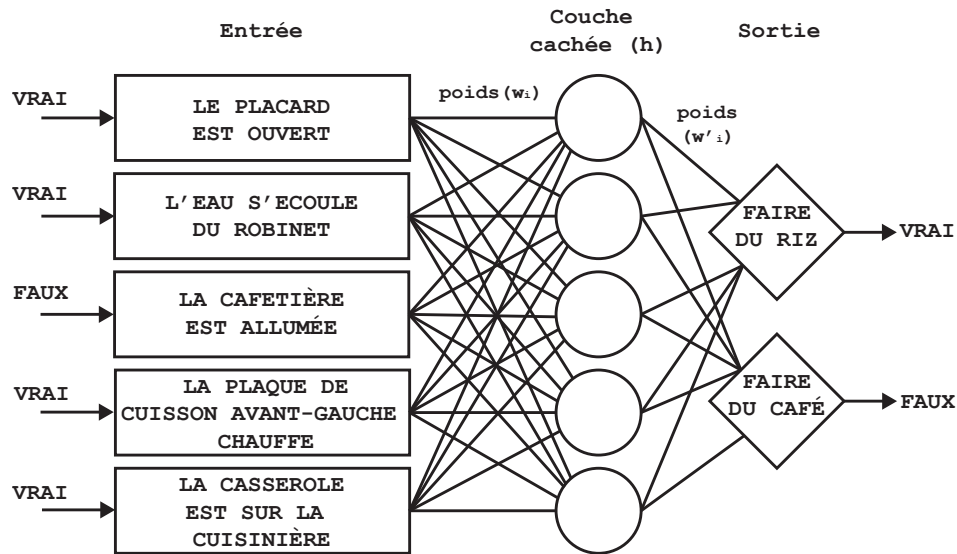 Entrée
Couche
cachée (h)
Sortie
VRAI
LE PLACARD
EST OUVERT
poids(wi)
poids
(w'i)
VRAI
L'EAU S'ECOULE
DU ROBINET
FAIRE
DU RIZ
VRAI
FAUX
LA CAFETIÈRE
EST ALLUMÉE
VRAI
LA PLAQUE DE
CUISSON AVANT-GAUCHE
CHAUFFE
FAIRE
DU CAFÉ
FAUX
VRAI
LA CASSEROLE
EST SUR LA
CUISINIÈRE